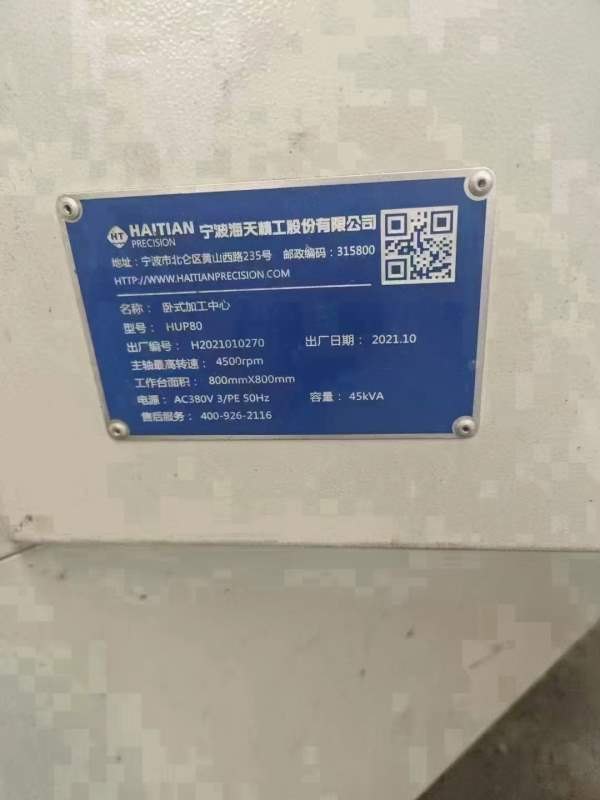 HT HAITIAN PRECISION 宁波海天精工股份有限公司
地址：宁波市北仑区黄山西路235号 邮政编码：315800
HTTP://WWW.HAITIANPRECISION.COM
名称： 卧式加工中心
型号： HUP80
出厂编号： H2021010270 出厂日期： 2021.10
主轴最高转速： 4500rpm
工作台面积： 800mmX800mm
电源： AC380V 3/PE 50Hz 容量： 45kVA
售后服务： 400-926-2116